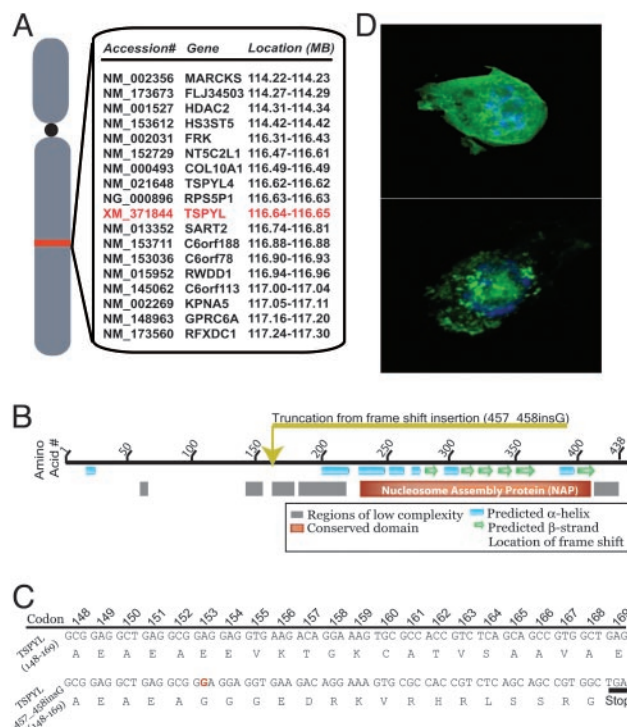 A
Accession# Gene Location (MB)
NM_002356 MARCKS 114.22-114.23
NM_173673 FLJ34503 114.27-114.29
NM_001527 HDAC2 114.31-114.34
NM_153612 HS3ST5 114.42-114.42
NM_002031 FRK 116.31-116.43
NM_152729 NT5C2L1 116.47-116.61
NM_000493 COL10A1 116.49-116.49
NM_021648 TSPYL4 116.62-116.62
NG_000896 RPS5P1 116.63-116.63
XM_371844 TSPYL 116.64-116.65
NM_013352 SART2 116.74-116.81
NM_153711 C6orf188 116.88-116.88
NM_153036 C6orf78 116.90-116.93
NM_015952 RWDD1 116.94-116.96
NM_145062 C6orf113 117.00-117.04
NM_002269 KPNA5 117.05-117.11
NM_148963 GPRC6A 117.16-117.20
NM_173560 RFXDC1 117.24-117.30
D
B
Truncation from frame shift insertion (457_458insG)
Amino Acid #
1 50 100 150 200 250 300 350 400 438
Nucleosome Assembly Protein (NAP)
Regions of low complexity
Conserved domain
Predicted α-helix
Predicted β-strand
Location of frame shift
C
Codon 148 149 150 151 152 153 154 155 156 157 158 159 160 161 162 163 164 165 166 167 168 169
TSPYL (148-169)
GCG GAG GCT GAG GCG GAG GAG GTG AAG ACA GGA AAG TGC GCC ACC GTC TCA GCA GCC GTG GCT GAG
A E A E A E E V K T G K C A T V S A A V A E
TSPYL 457-458insG (148-169)
GCG GAG GCT GAG GCG GGA GGA GGT GAA GAC AGG AAA GTG CGC CAC CGT CTC AGC AGC CGT GGC TGA
A E A E A G G G E D R K V R H R L S S R G
Stop